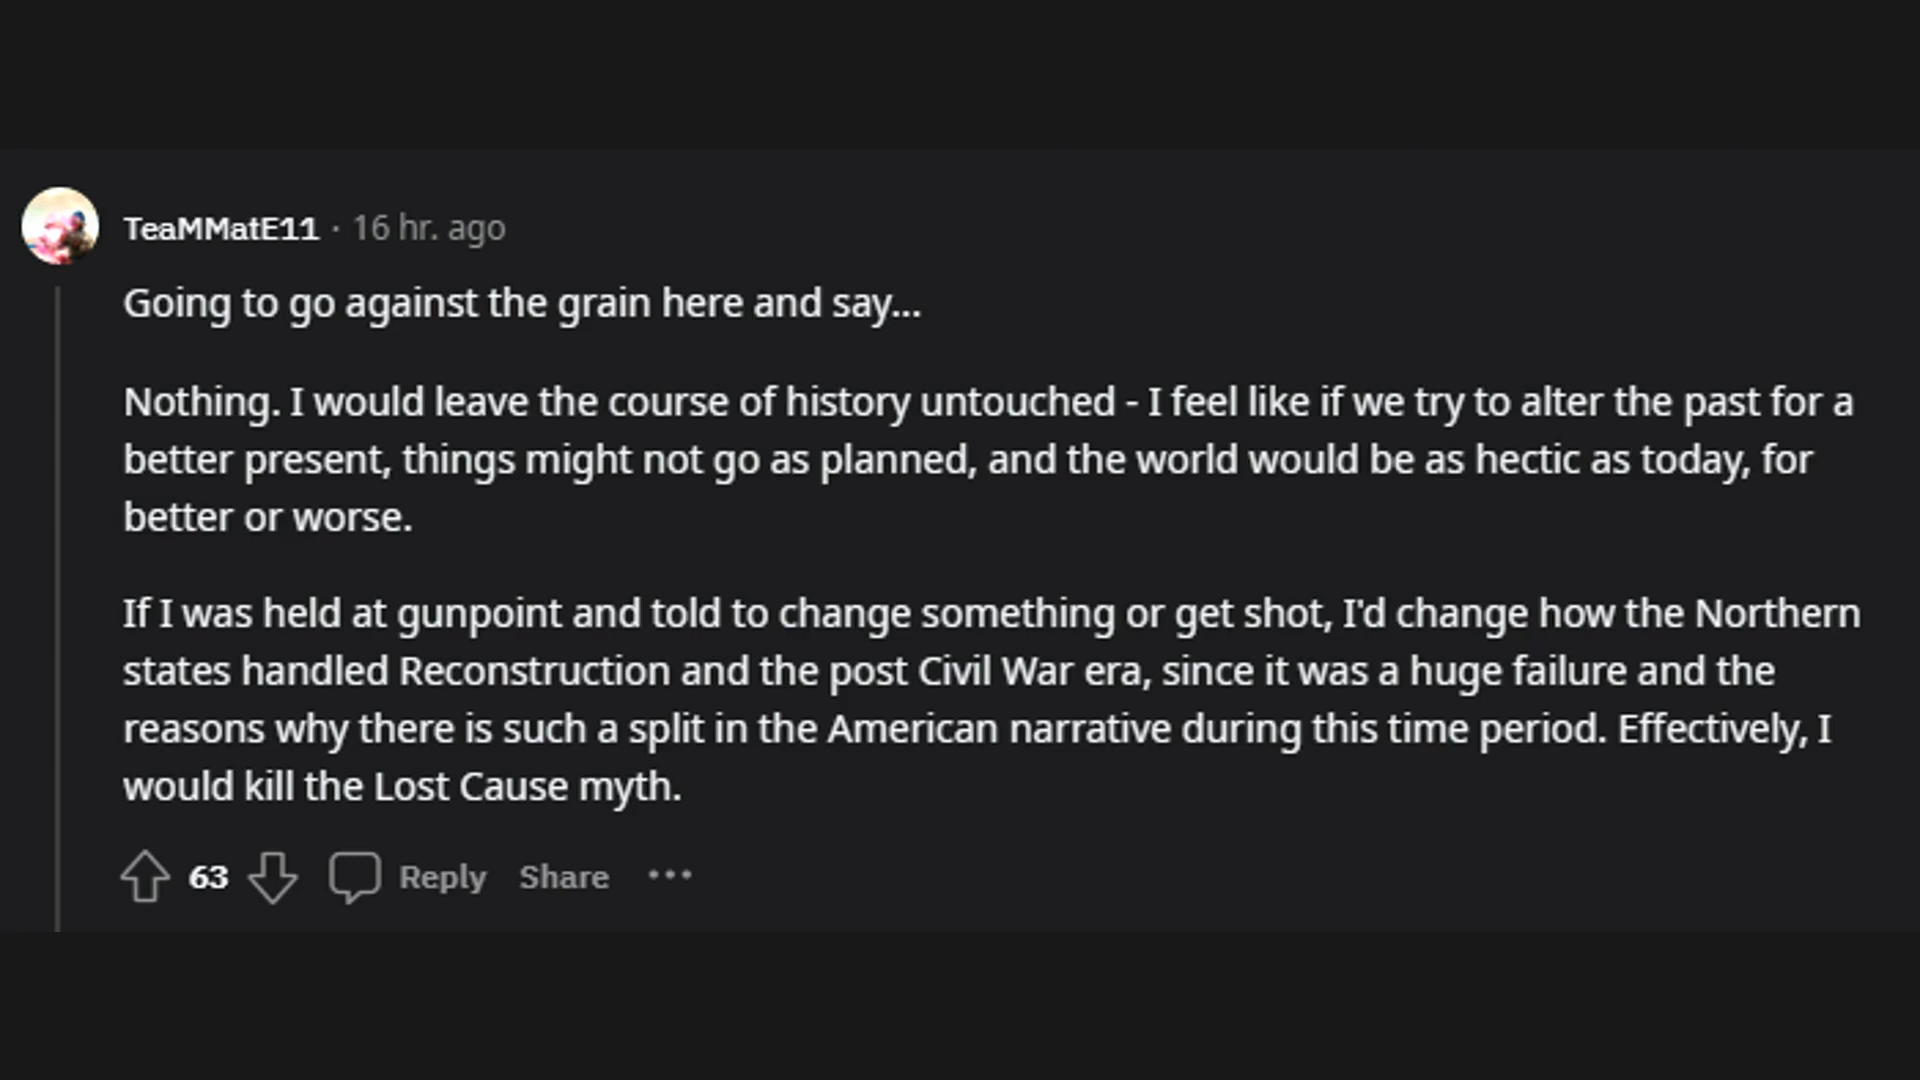 TeaMMatE11 · 16 hr. ago
Going to go against the grain here and say...
Nothing. I would leave the course of history untouched - I feel like if we try to alter the past for a
better present, things might not go as planned, and the world would be as hectic as today, for
better or worse.
If I was held at gunpoint and told to change something or get shot, I'd change how the Northern
states handled Reconstruction and the post Civil War era, since it was a huge failure and the
reasons why there is such a split in the American narrative during this time period. Effectively, I
would kill the Lost Cause myth.
63 Reply Share ···